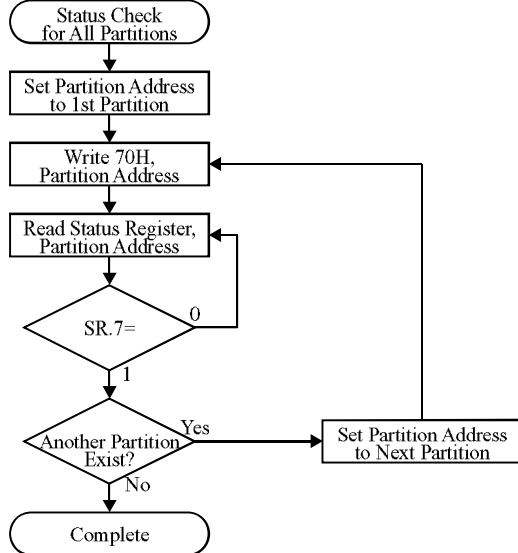 Status Check
for All Partitions
Set Partition Address
to 1st Partition
Write 70H,
Partition Address
Read Status Register,
Partition Address
SR.7=
0
1
Another Partition
Exist?
Yes
Set Partition Address
to Next Partition
No
Complete